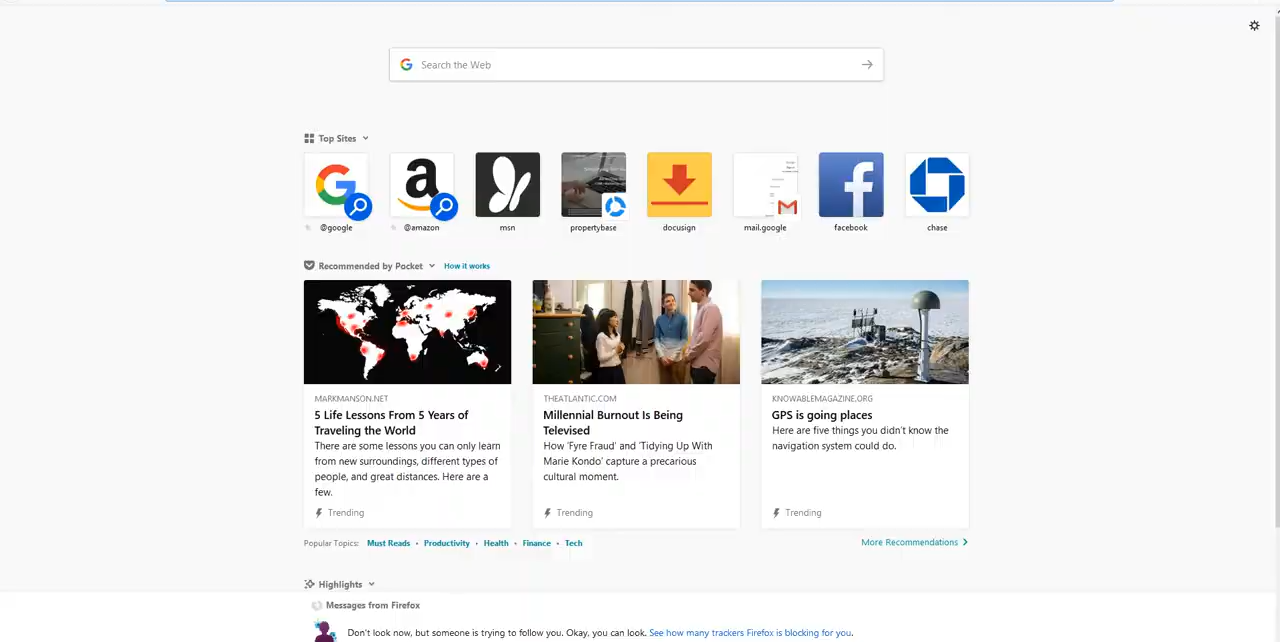 Search the Web
Top Sites
@google @amazon msn propertybase docusign mail.google facebook chase
Recommended by Pocket How it works
MARKMANSON.NET
5 Life Lessons From 5 Years of
Traveling the World
There are some lessons you can only learn
from new surroundings, different types of
people, and great distances. Here are a
few.
Trending
THEATLANTIC.COM
Millennial Burnout Is Being
Televised
How 'Fyre Fraud' and 'Tidying Up With
Marie Kondo' capture a precarious
cultural moment.
Trending
KNOWABLEMAGAZINE.ORG
GPS is going places
Here are five things you didn't know the
navigation system could do.
Trending
Popular Topics: Must Reads · Productivity · Health · Finance · Tech
More Recommendations
Highlights
Messages from Firefox
Don't look now, but someone is trying to follow you. Okay, you can look. See how many trackers Firefox is blocking for you.